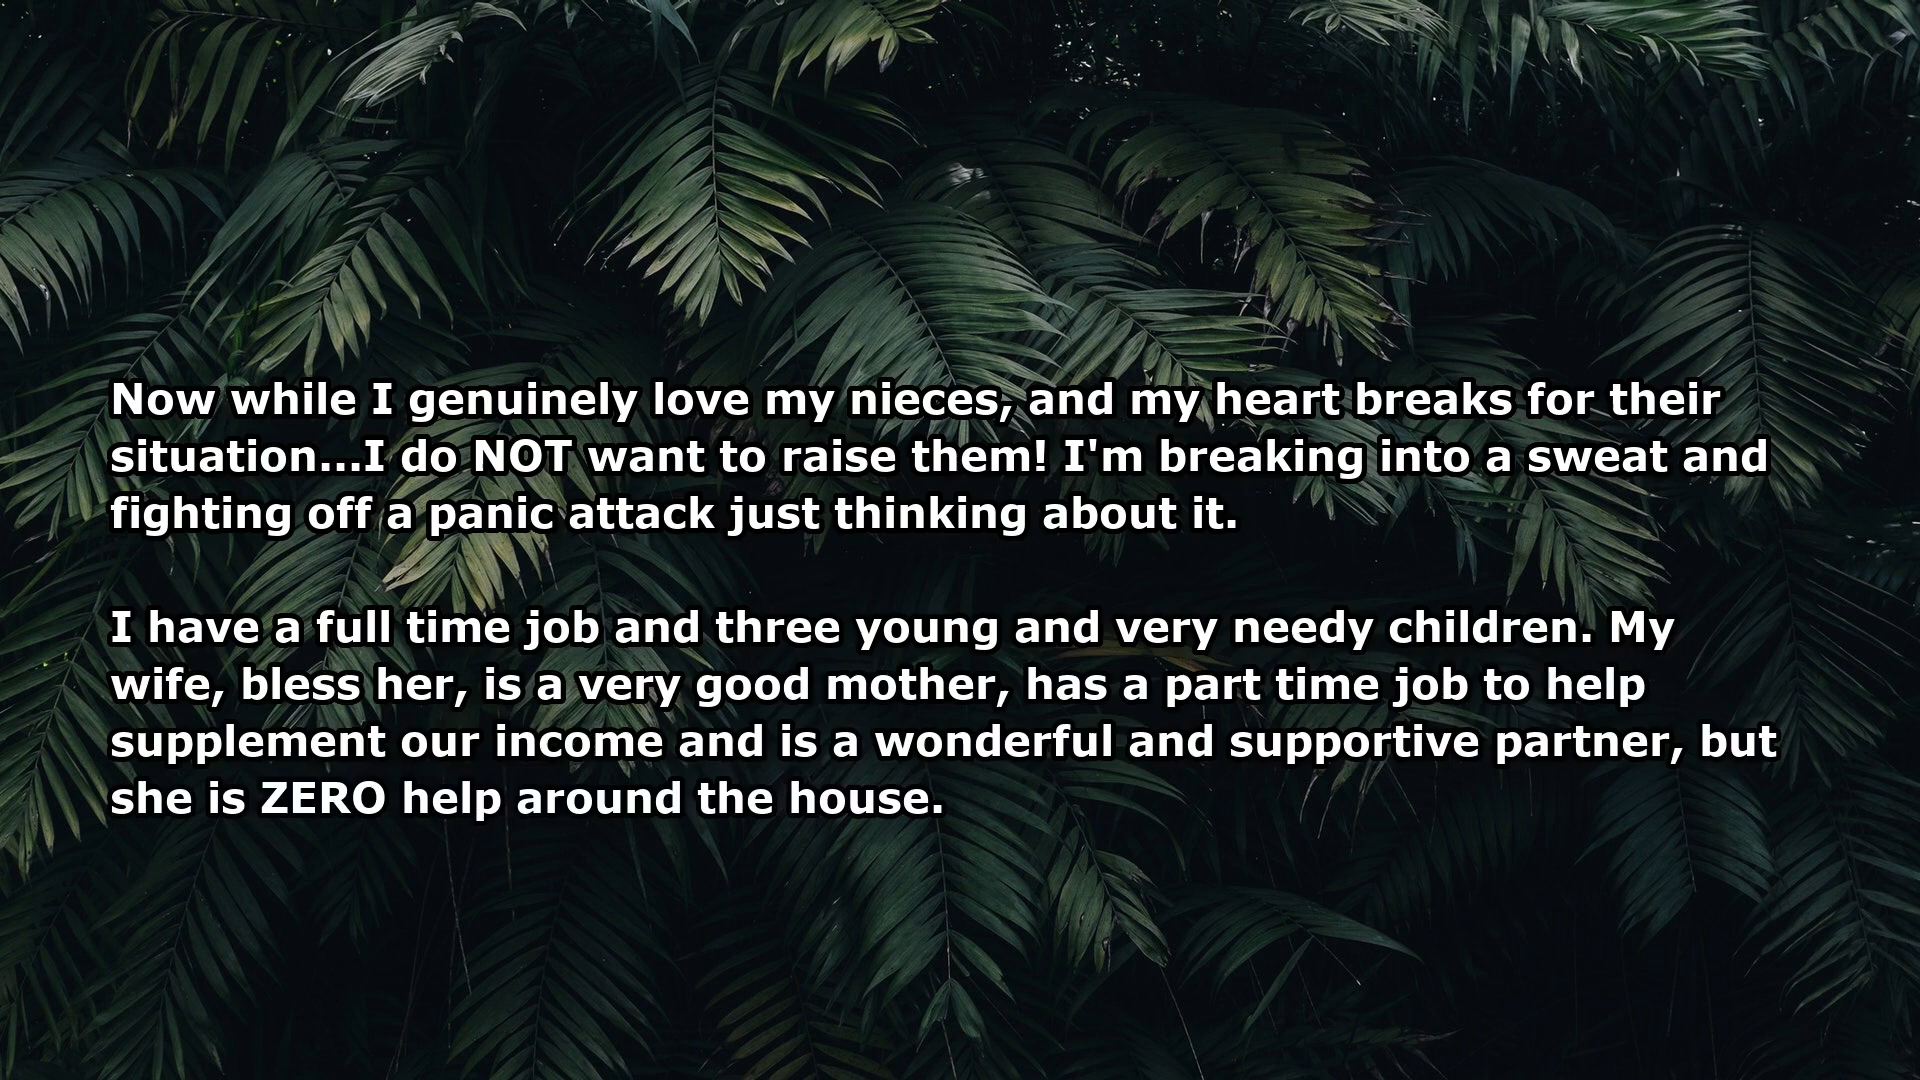 Now while I genuinely love my nieces, and my heart breaks for their
situation...I do NOT want to raise them! I'm breaking into a sweat and
fighting off a panic attack just thinking about it.
I have a full time job and three young and very needy children. My
wife, bless her, is a very good mother, has a part time job to help
supplement our income and is a wonderful and supportive partner, but
she is ZERO help around the house.